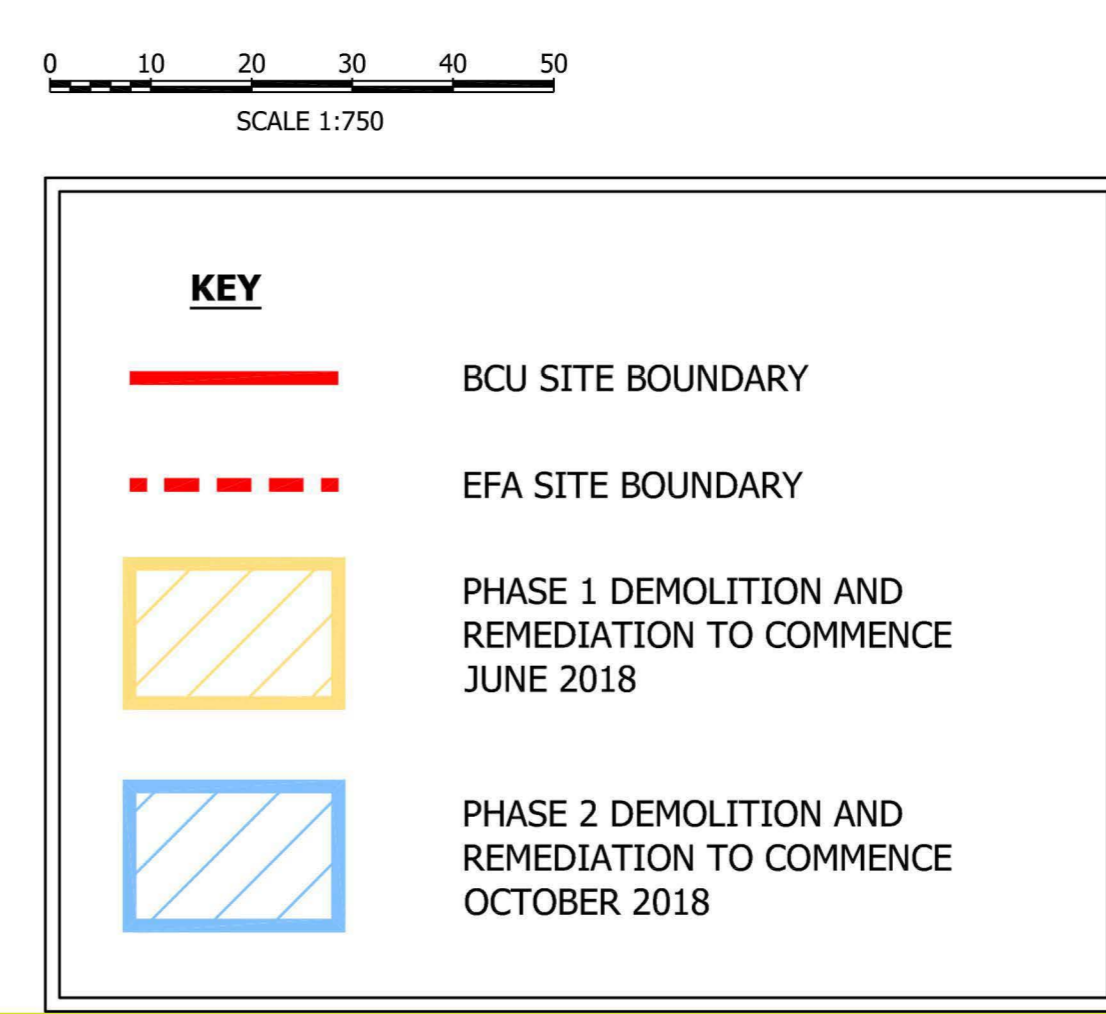 0 10 20 30 40 50
SCALE 1:750
KEY
BCU SITE BOUNDARY
EFA SITE BOUNDARY
PHASE 1 DEMOLITION AND
REMEDIATION TO COMMENCE
JUNE 2018
PHASE 2 DEMOLITION AND
REMEDIATION TO COMMENCE
OCTOBER 2018